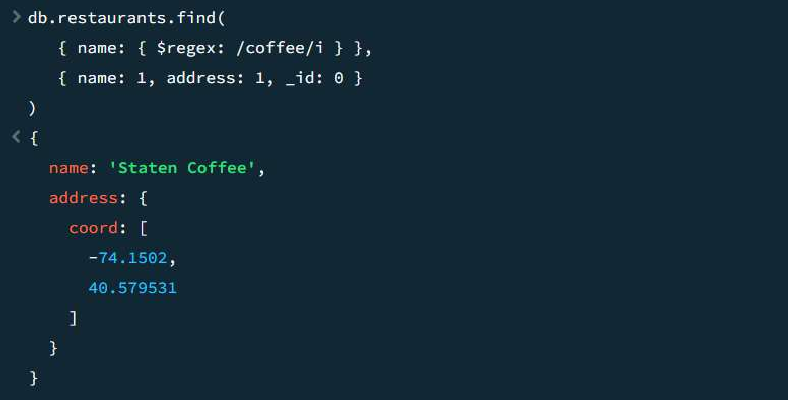 > db.restaurants.find(
{ name: { $regex: /coffee/i } },
{ name: 1, address: 1, _id: 0 }
)
< {
name: 'Staten Coffee',
address: {
coord: [
-74.1502,
40.579531
]
}
}